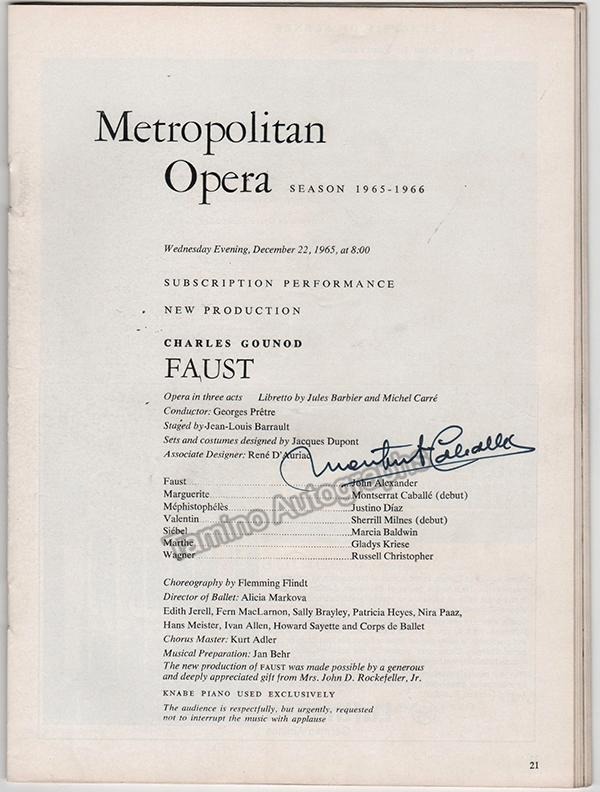 Metropolitan
Opera SEASON 1965-1966
Wednesday Evening, December 22, 1965, at 8:00
SUBSCRIPTION PERFORMANCE
NEW PRODUCTION
CHARLES GOUNOD
FAUST
Opera in three acts Libretto by Jules Barbier and Michel Carré
Conductor: Georges Prêtre
Staged by Jean-Louis Barrault
Sets and costumes designed by Jacques Dupont
Associate Designer: René D'Auriac
Montserrat Caballé
Faust John Alexander
Marguerite Montserrat Caballé (debut)
Méphistophélès Justino Díaz
Valentin Sherrill Milnes (debut)
Siébel Marcia Baldwin
Marthe Gladys Kriese
Wagner Russell Christopher
Tamino Autographs
Choreography by Flemming Flindt
Director of Ballet: Alicia Markova
Edith Jerell, Fern MacLarnon, Sally Brayley, Patricia Heyes, Nira Paaz,
Hans Meister, Ivan Allen, Howard Sayette and Corps de Ballet
Chorus Master: Kurt Adler
Musical Preparation: Jan Behr
The new production of FAUST was made possible by a generous
and deeply appreciated gift from Mrs. John D. Rockefeller, Jr.
KNABE PIANO USED EXCLUSIVELY
The audience is respectfully, but urgently, requested
not to interrupt the music with applause
21